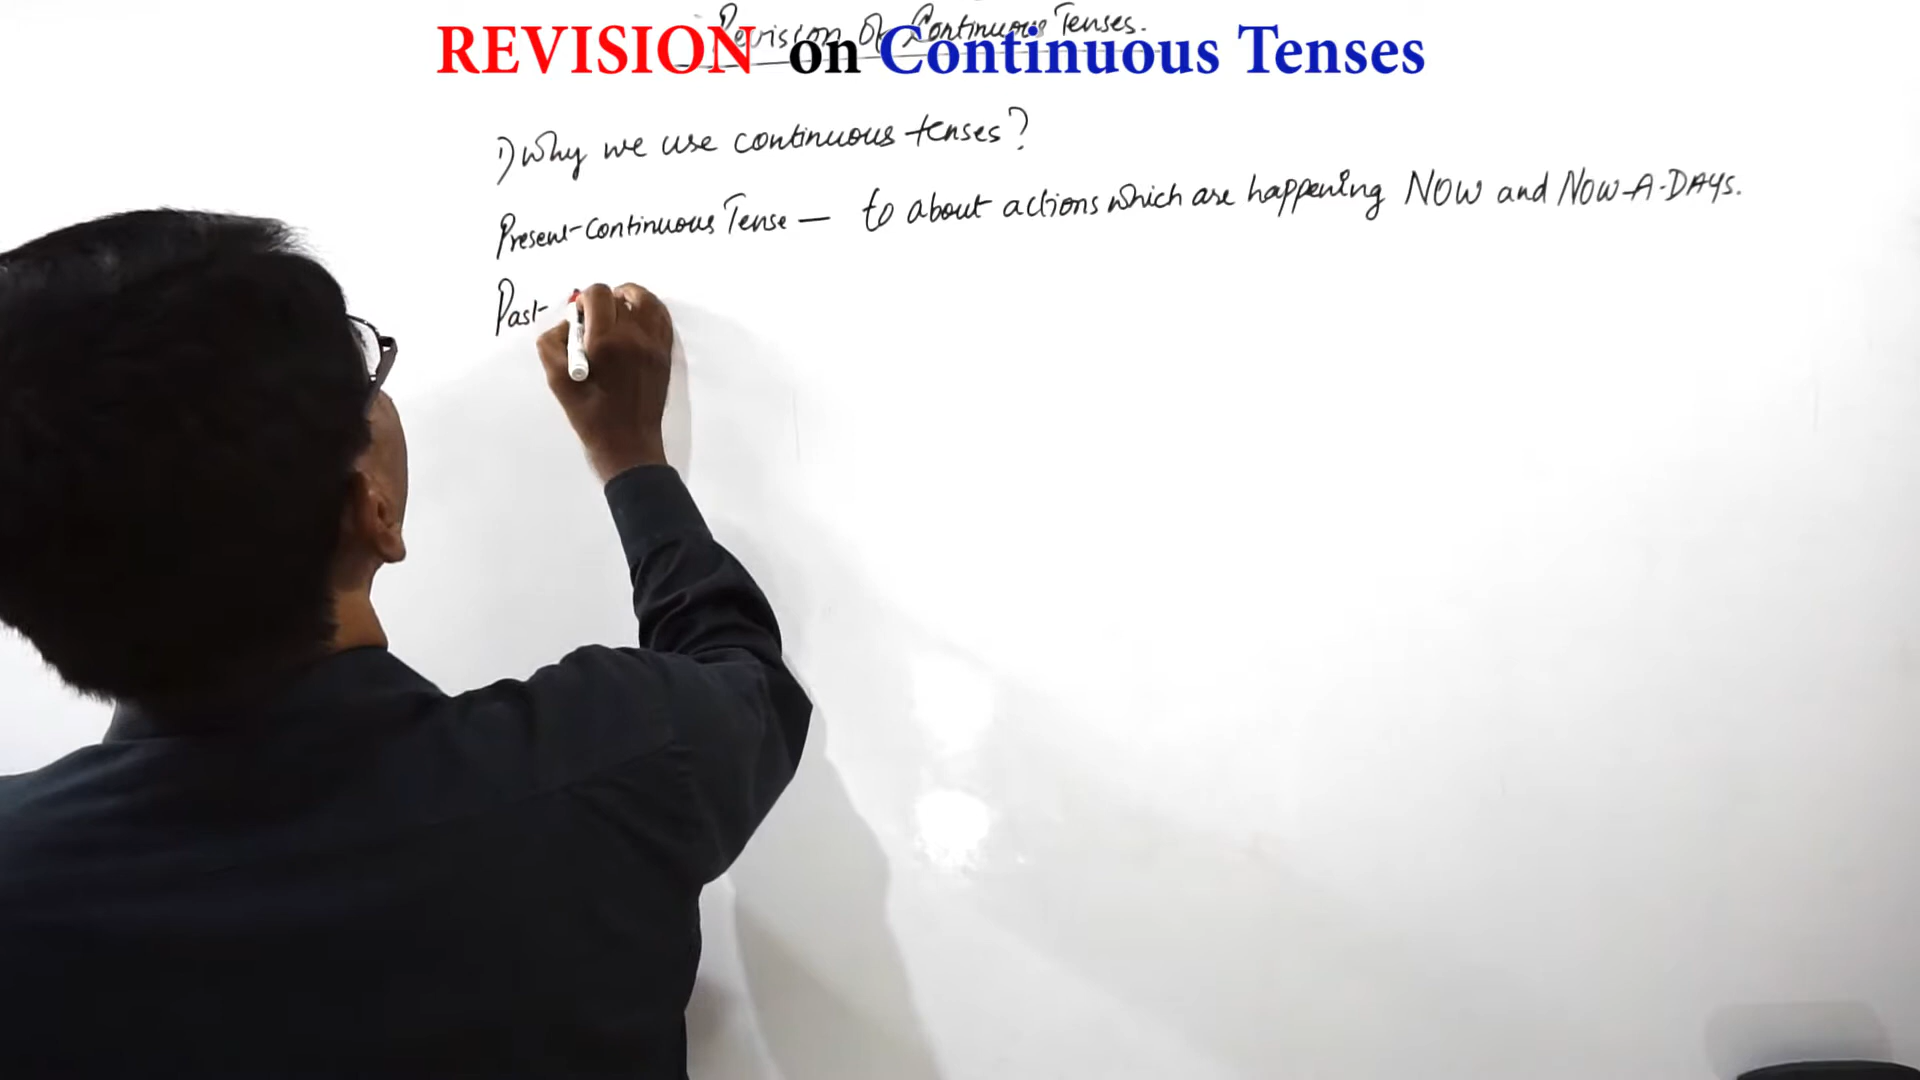 Revision Of Continuous Tenses.
REVISION on Continuous Tenses
1) Why we use continuous tenses?
Present-Continuous Tense — to about actions which are happening NOW and NOW-A-DAYS.
Past-